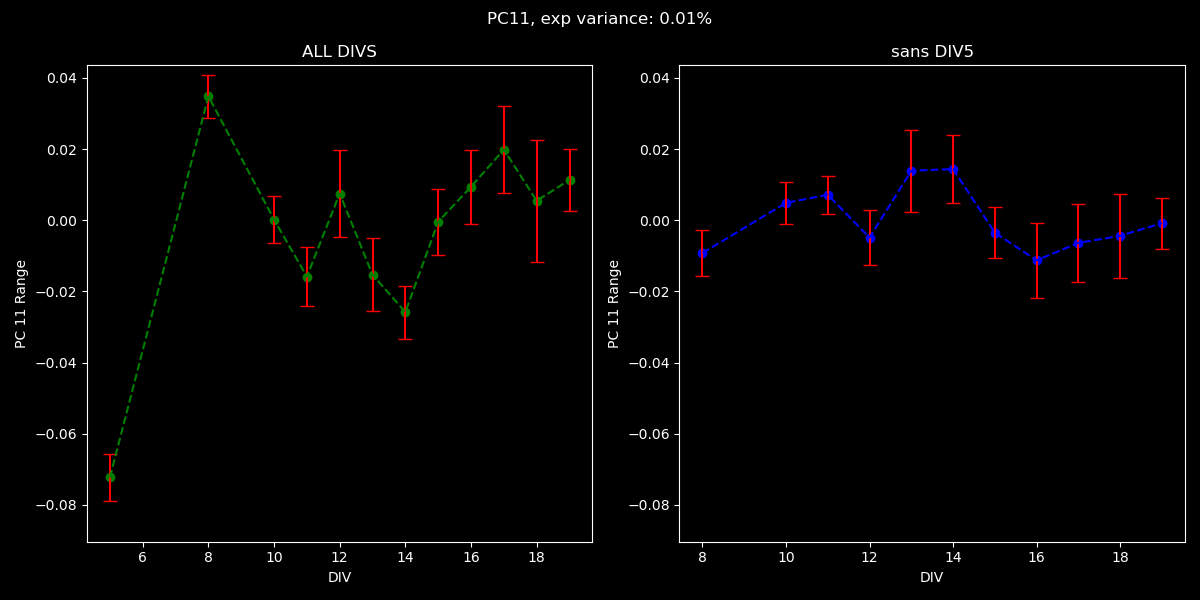 PC11, exp variance: 0.01%
ALL DIVS
0.04
0.02
0.00
−0.02
−0.04
−0.06
−0.08
PC 11 Range
6 8 10 12 14 16 18
DIV
sans DIV5
0.04
0.02
0.00
−0.02
−0.04
−0.06
−0.08
PC 11 Range
8 10 12 14 16 18
DIV